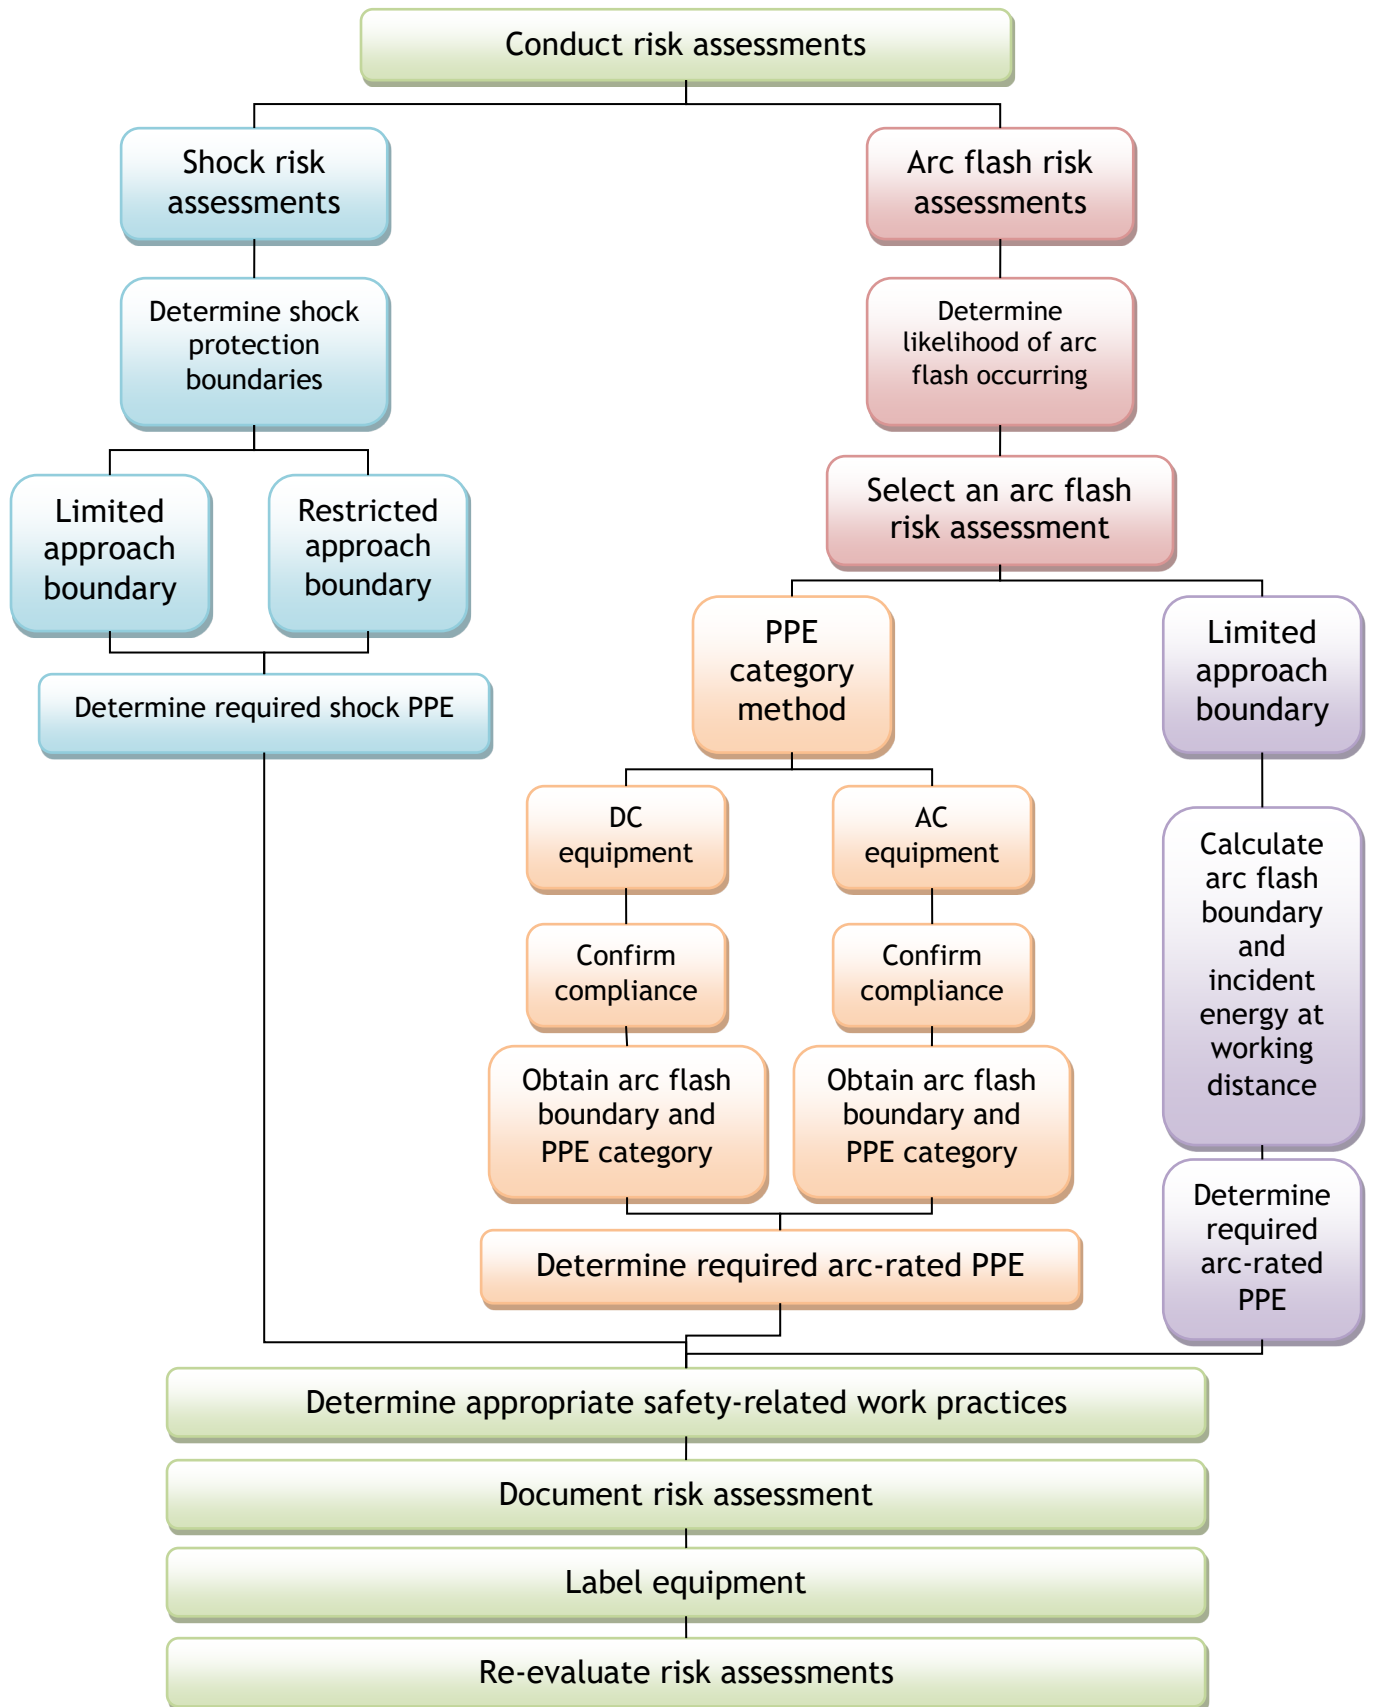 Conduct risk assessments
Shock risk
assessments
Arc flash risk
assessments
Determine shock
protection
boundaries
Determine
likelihood of arc
flash occurring
Limited
approach
boundary
Restricted
approach
boundary
Select an arc flash
risk assessment
Determine required shock PPE
PPE
category
method
Limited
approach
boundary
DC
equipment
AC
equipment
Confirm
compliance
Confirm
compliance
Obtain arc flash
boundary and
PPE category
Obtain arc flash
boundary and
PPE category
Calculate
arc flash
boundary
and
incident
energy at
working
distance
Determine required arc-rated PPE
Determine
required
arc-rated
PPE
Determine appropriate safety-related work practices
Document risk assessment
Label equipment
Re-evaluate risk assessments